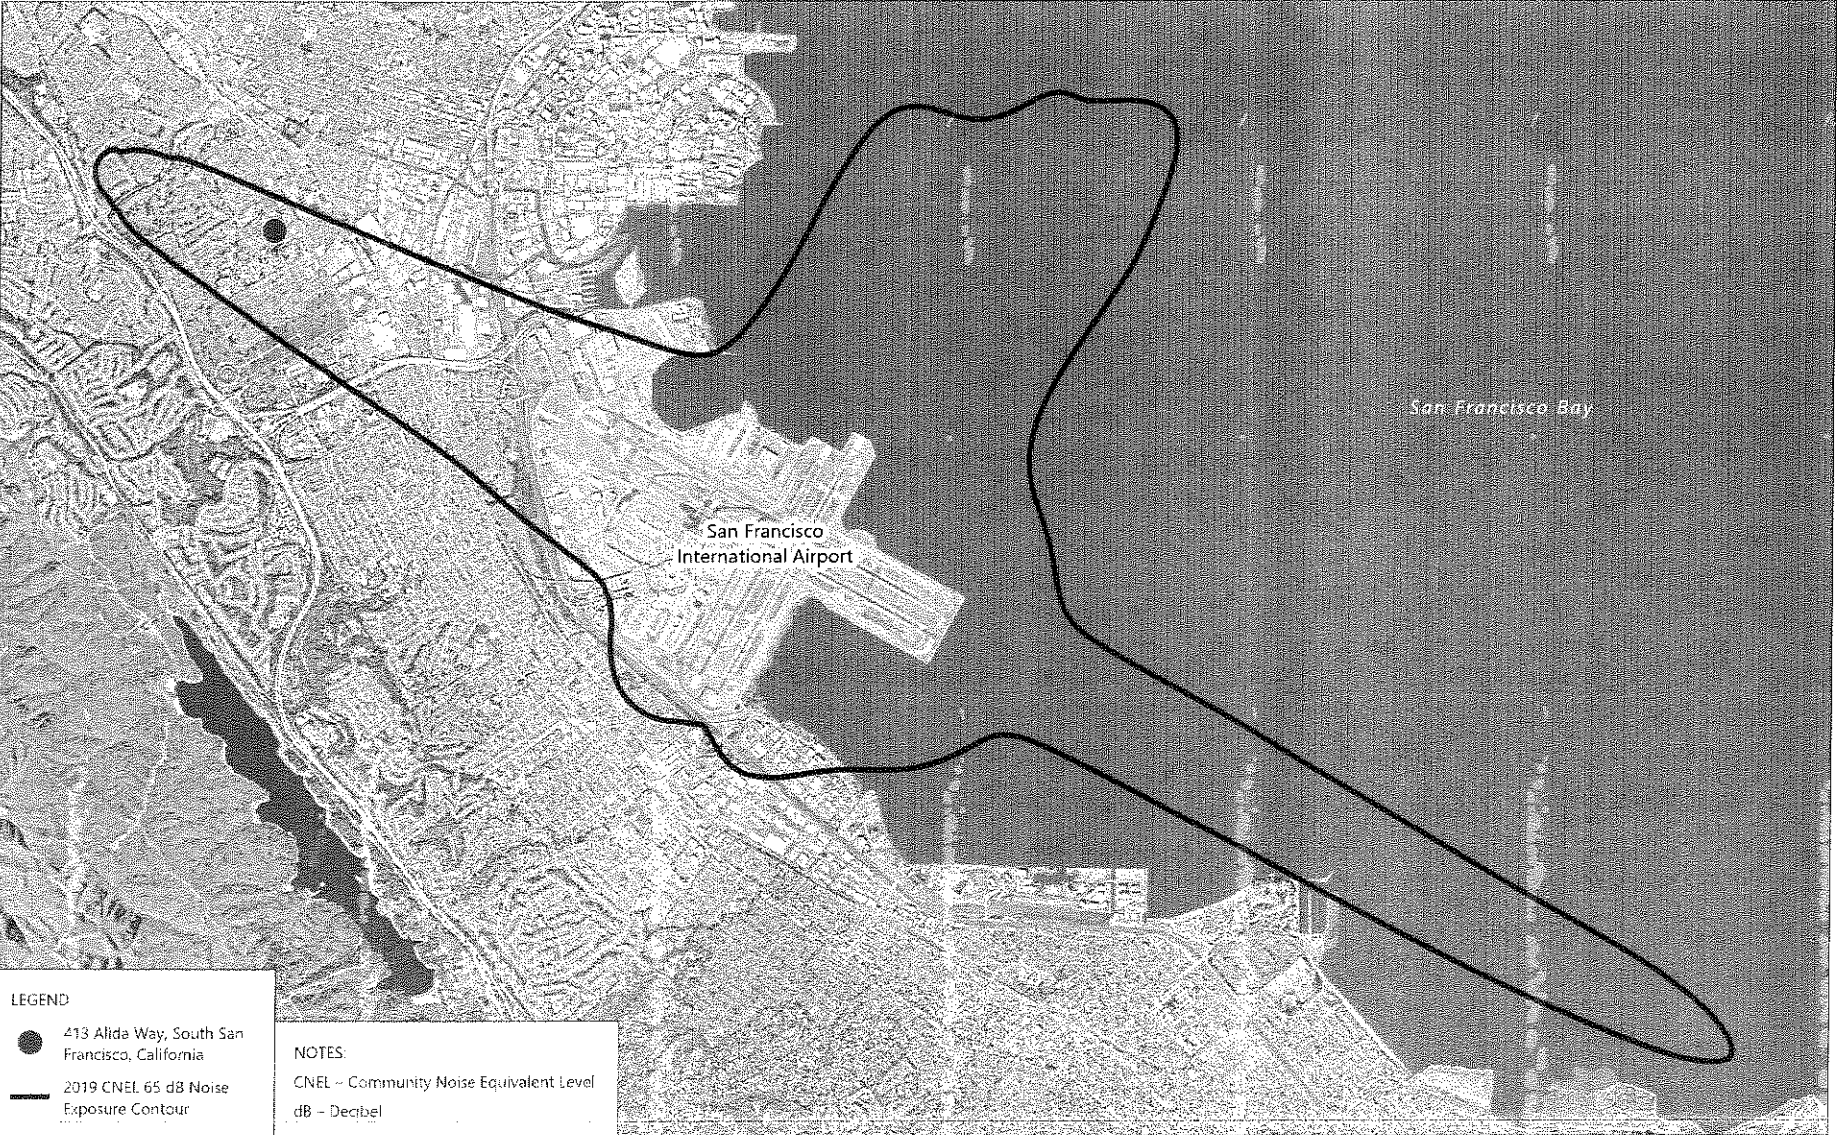 San Francisco Bay
San Francisco
International Airport
LEGEND
413 Alida Way, South San
Francisco, California
2019 CNEL 65 dB Noise
Exposure Contour
NOTES:
CNEL – Community Noise Equivalent Level
dB – Decibel